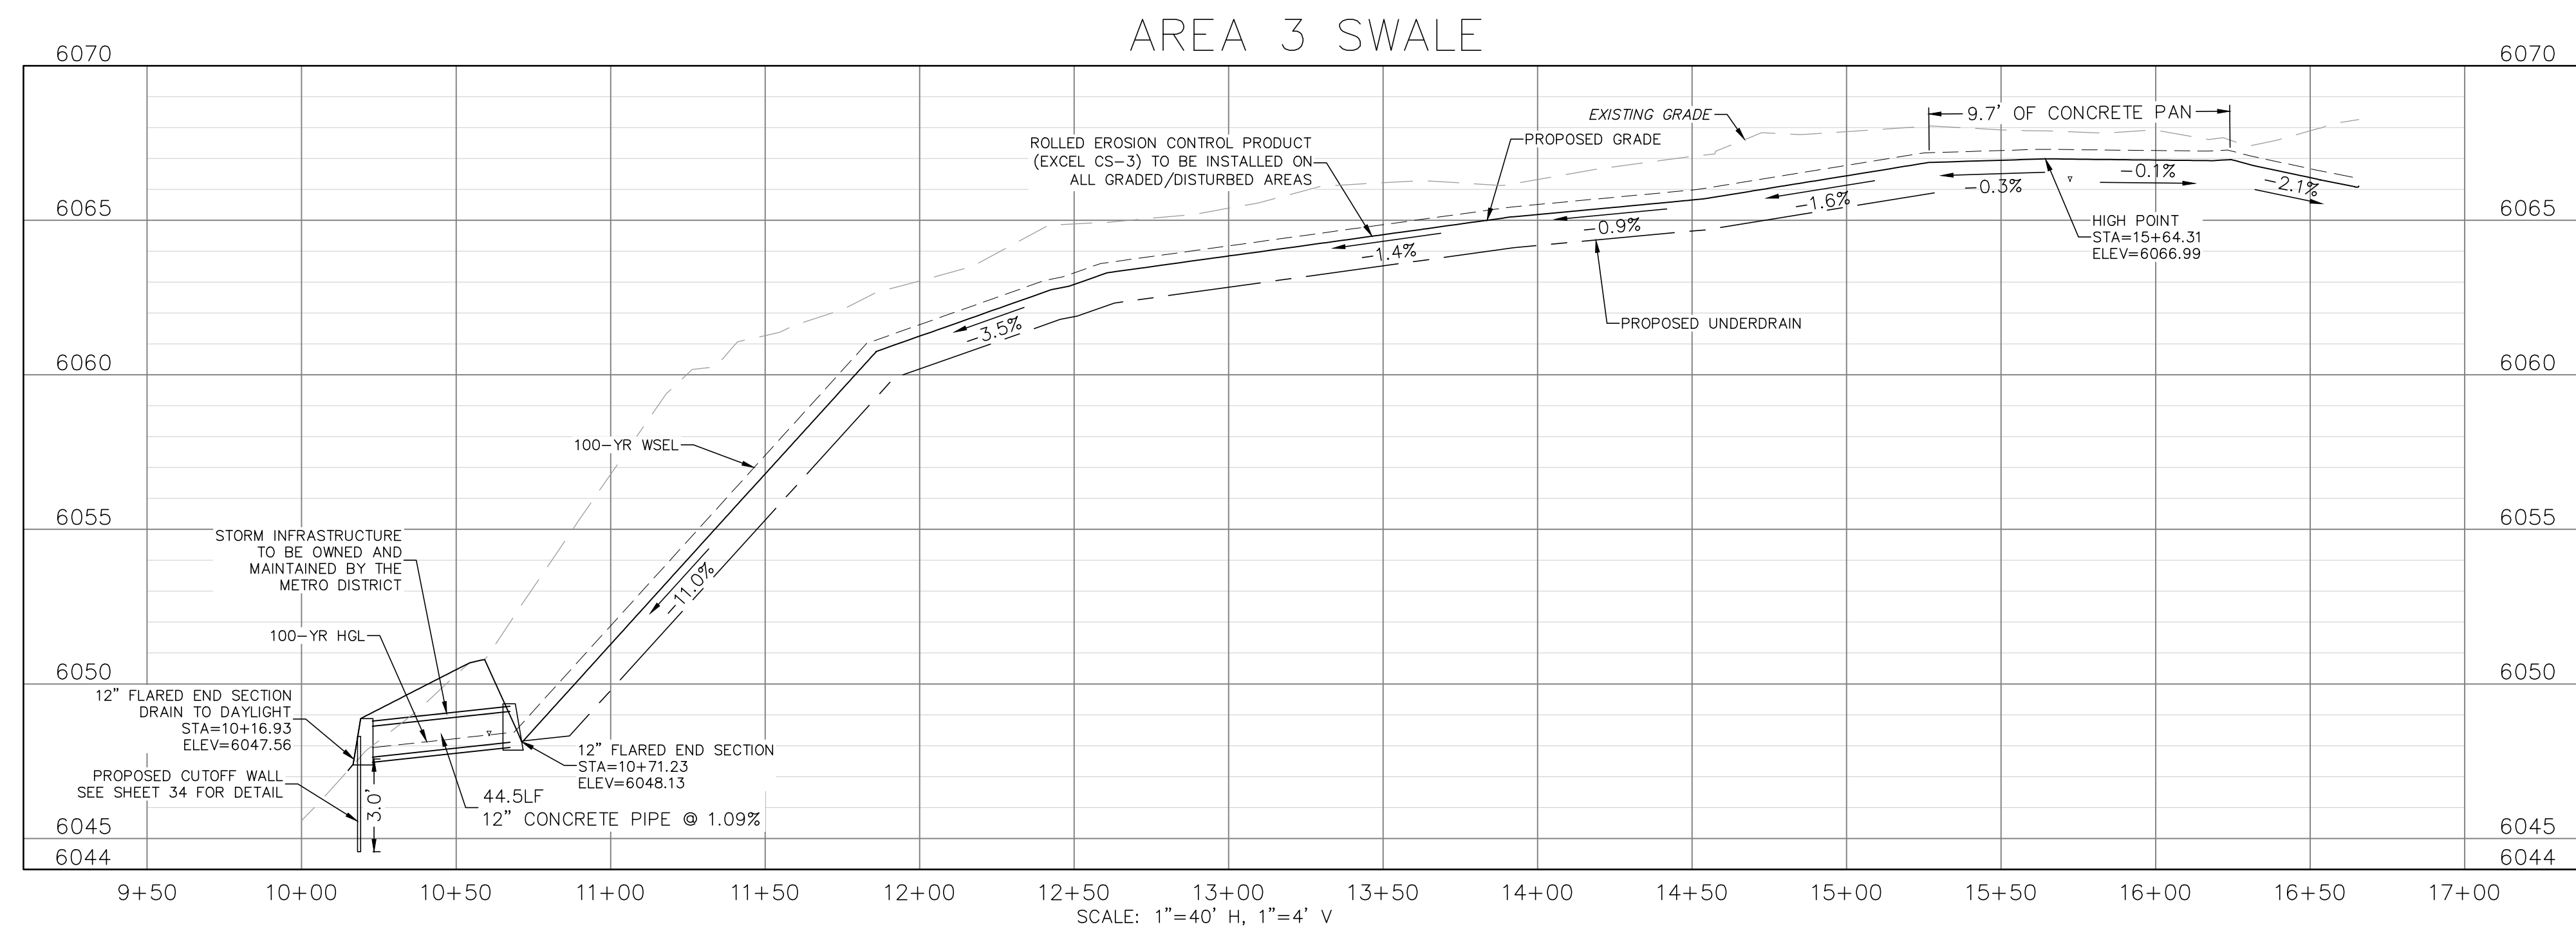 AREA 3 SWALE
6070
6070
EXISTING GRADE
9.7' OF CONCRETE PAN
ROLLED EROSION CONTROL PRODUCT
(EXCEL CS-3) TO BE INSTALLED ON
ALL GRADED/DISTURBED AREAS
PROPOSED GRADE
-0.1%
-0.3%
-2.1%
-1.6%
6065
6065
HIGH POINT
STA=15+64.31
ELEV=6066.99
-0.9%
-1.4%
PROPOSED UNDERDRAIN
-3.5%
6060
6060
100-YR WSEL
6055
6055
STORM INFRASTRUCTURE
TO BE OWNED AND
MAINTAINED BY THE
METRO DISTRICT
-11.0%
100-YR HGL
6050
6050
12" FLARED END SECTION
DRAIN TO DAYLIGHT
STA=10+16.93
ELEV=6047.56
12" FLARED END SECTION
STA=10+71.23
ELEV=6048.13
PROPOSED CUTOFF WALL
SEE SHEET 34 FOR DETAIL
3.0'
44.5LF
12" CONCRETE PIPE @ 1.09%
6045
6045
6044
6044
9+50 10+00 10+50 11+00 11+50 12+00 12+50 13+00 13+50 14+00 14+50 15+00 15+50 16+00 16+50 17+00
SCALE: 1"=40' H, 1"=4' V